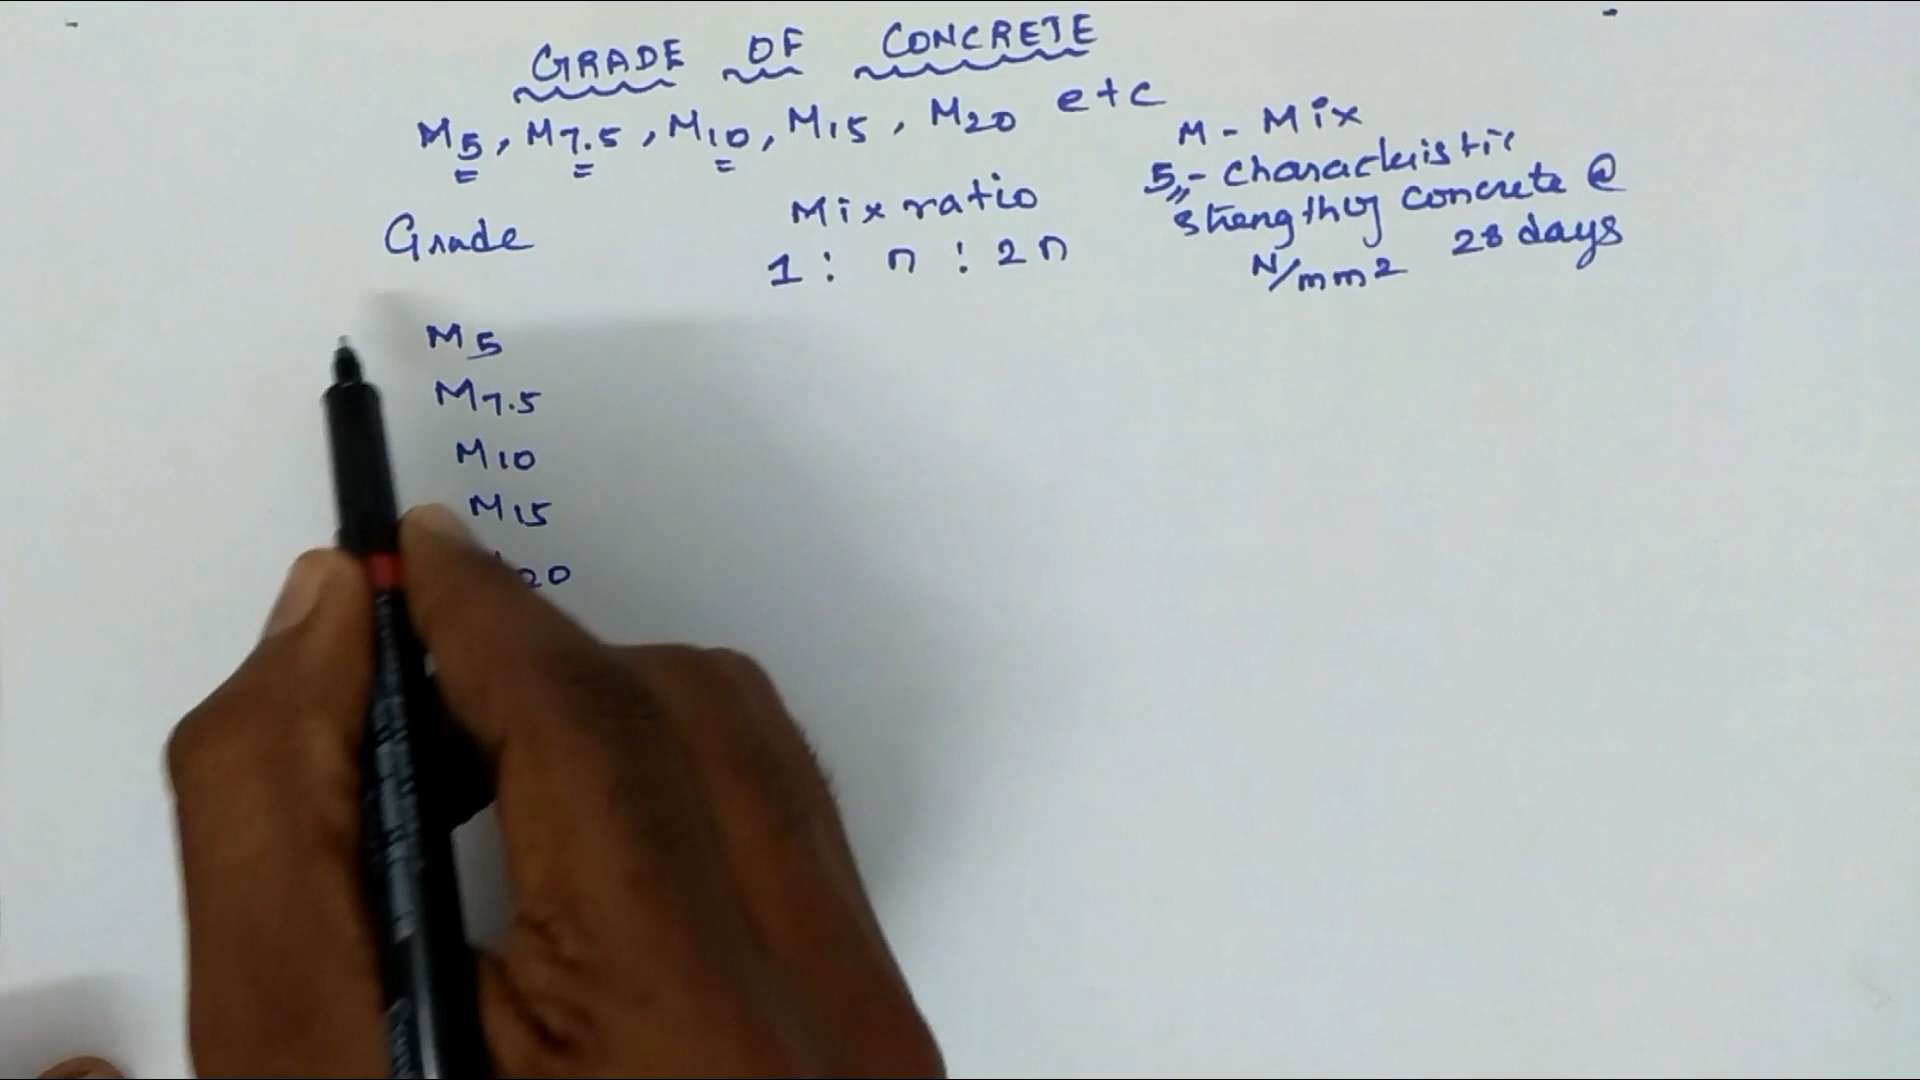 GRADE OF CONCRETE
M5, M7.5, M10, M15, M20 etc
M - Mix
5 - Characteristic
strength of concrete @
N/mm2 28 days
Grade
Mix ratio
1 : n : 2n
M5
M7.5
M10
M15
20